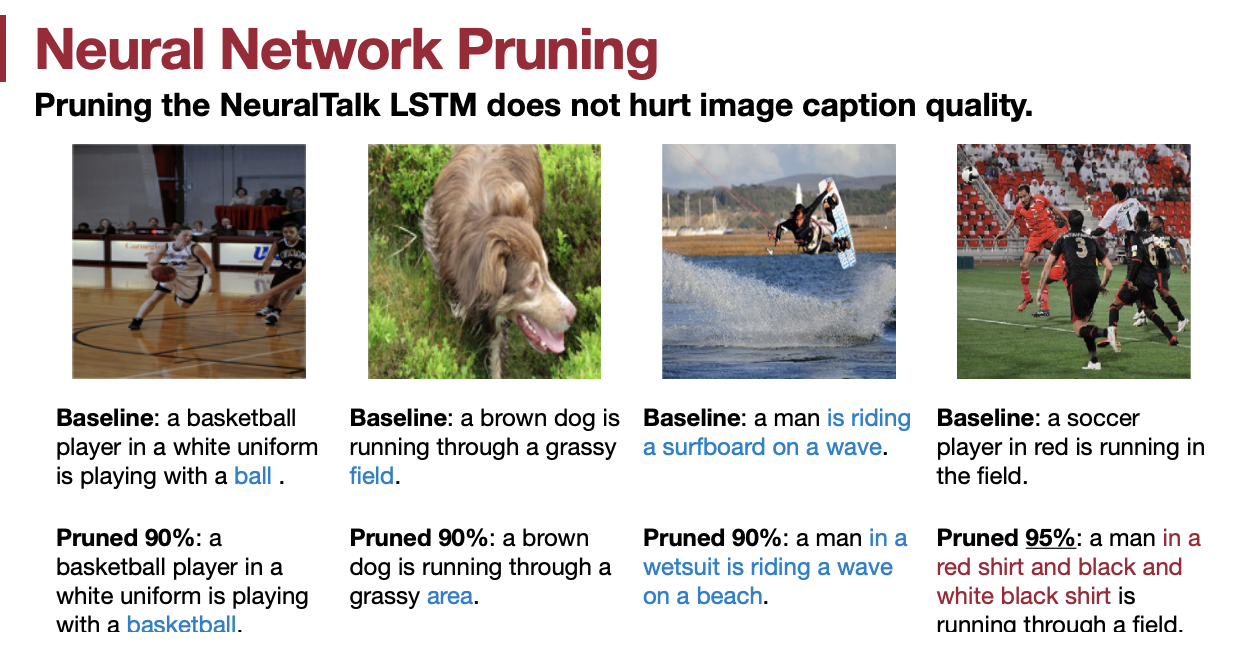 Neural Network Pruning
Pruning the NeuralTalk LSTM does not hurt image caption quality.
Baseline: a basketball
player in a white uniform
is playing with a ball .
Baseline: a brown dog is
running through a grassy
field.
Baseline: a man is riding
a surfboard on a wave.
Baseline: a soccer
player in red is running in
the field.
Pruned 90%: a
basketball player in a
white uniform is playing
with a basketball.
Pruned 90%: a brown
dog is running through a
grassy area.
Pruned 90%: a man in a
wetsuit is riding a wave
on a beach.
Pruned 95%: a man in a
red shirt and black and
white black shirt is
running through a field.